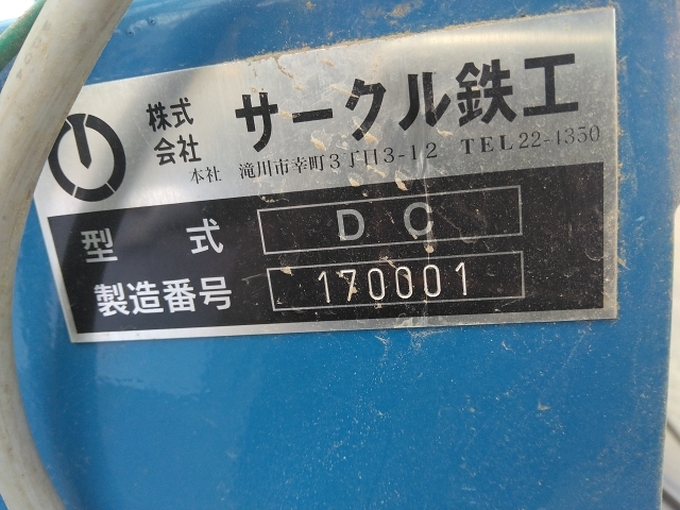 株式会社 サークル鉄工
本社 滝川市幸町3丁目3-12 TEL 22-4350
型式 DC
製造番号 170001